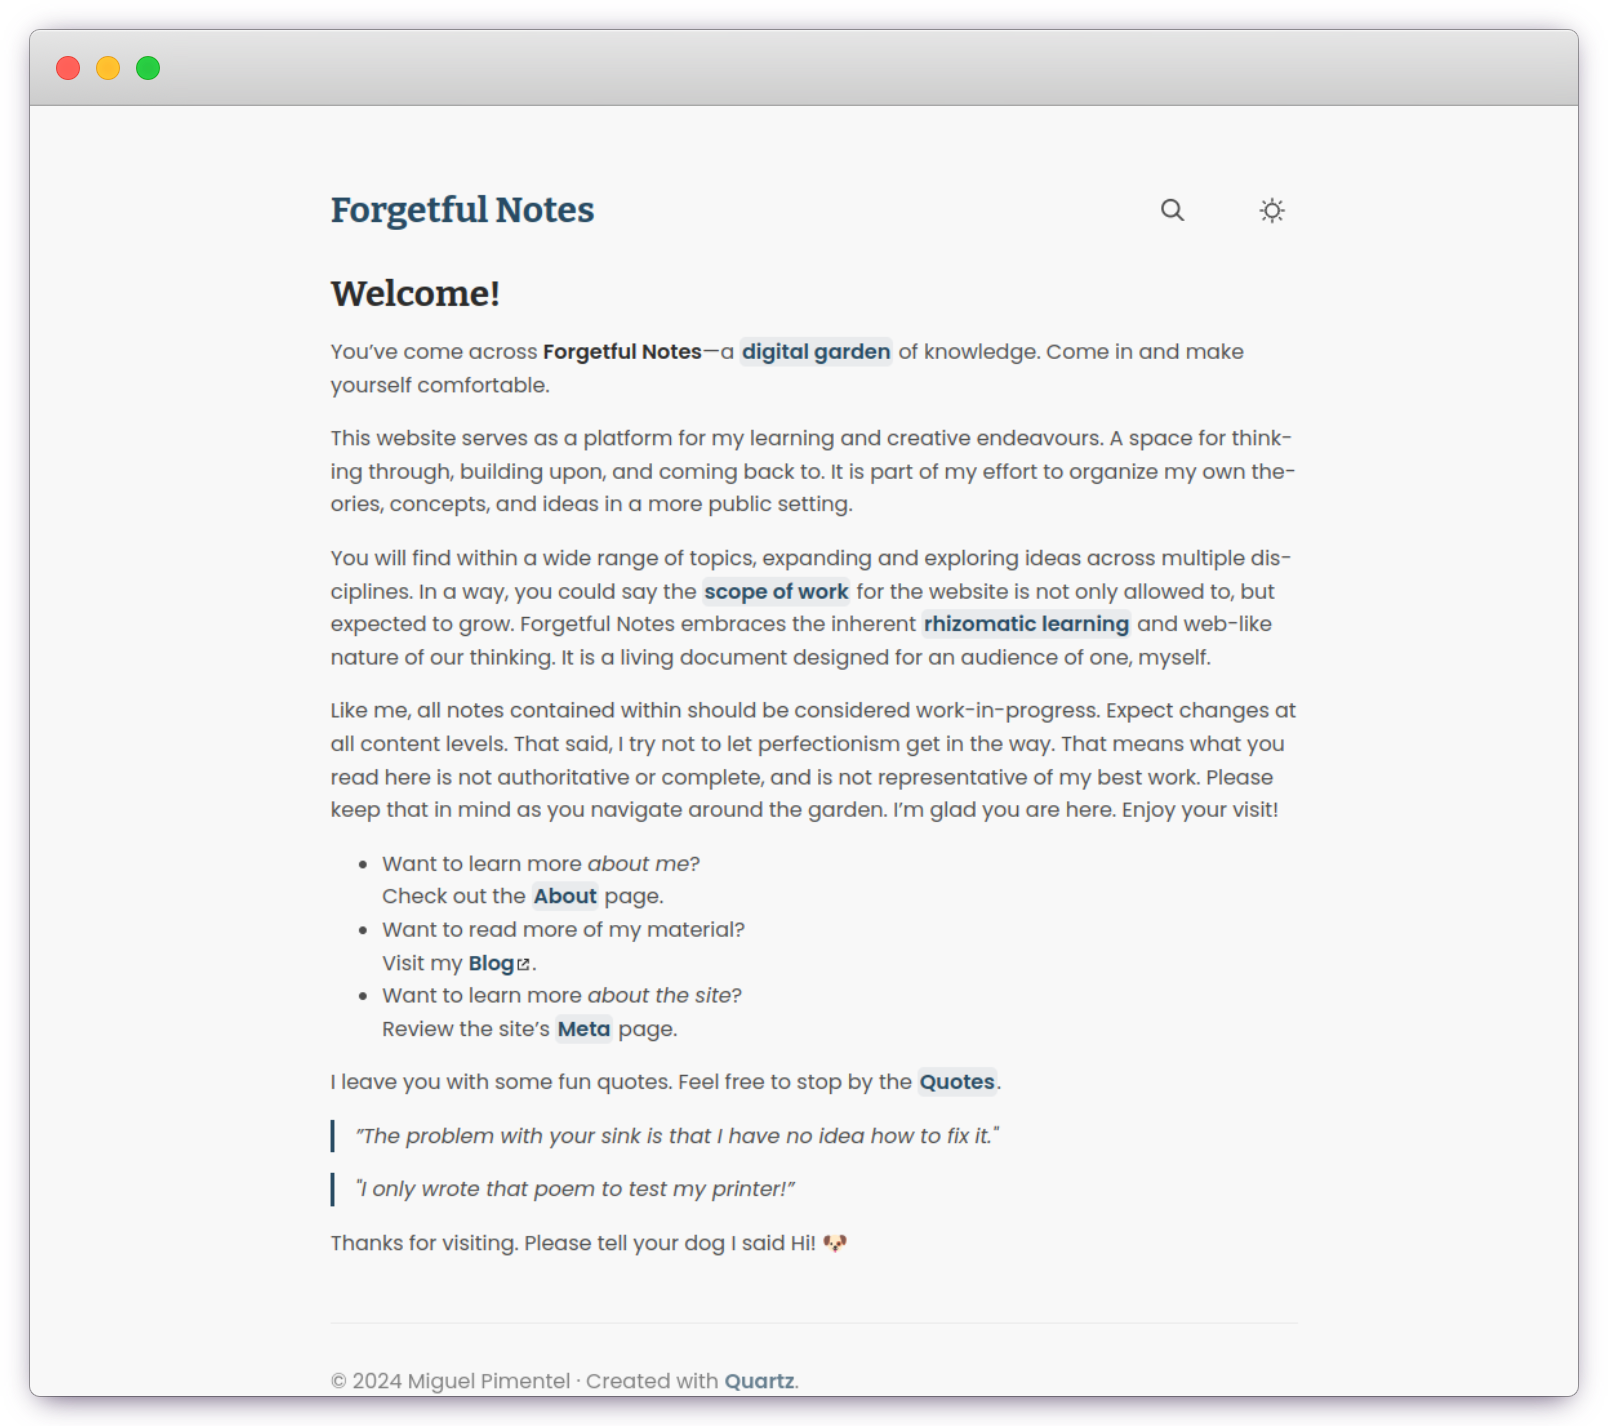 Forgetful Notes
Welcome!
You’ve come across Forgetful Notes—a digital garden of knowledge. Come in and make
yourself comfortable.
This website serves as a platform for my learning and creative endeavours. A space for think-
ing through, building upon, and coming back to. It is part of my effort to organize my own the-
ories, concepts, and ideas in a more public setting.
You will find within a wide range of topics, expanding and exploring ideas across multiple dis-
ciplines. In a way, you could say the scope of work for the website is not only allowed to, but
expected to grow. Forgetful Notes embraces the inherent rhizomatic learning and web-like
nature of our thinking. It is a living document designed for an audience of one, myself.
Like me, all notes contained within should be considered work-in-progress. Expect changes at
all content levels. That said, I try not to let perfectionism get in the way. That means what you
read here is not authoritative or complete, and is not representative of my best work. Please
keep that in mind as you navigate around the garden. I’m glad you are here. Enjoy your visit!
• Want to learn more about me?
Check out the About page.
• Want to read more of my material?
Visit my Blog.
• Want to learn more about the site?
Review the site’s Meta page.
I leave you with some fun quotes. Feel free to stop by the Quotes.
”The problem with your sink is that I have no idea how to fix it."
"I only wrote that poem to test my printer!”
Thanks for visiting. Please tell your dog I said Hi! 🐶
© 2024 Miguel Pimentel · Created with Quartz.